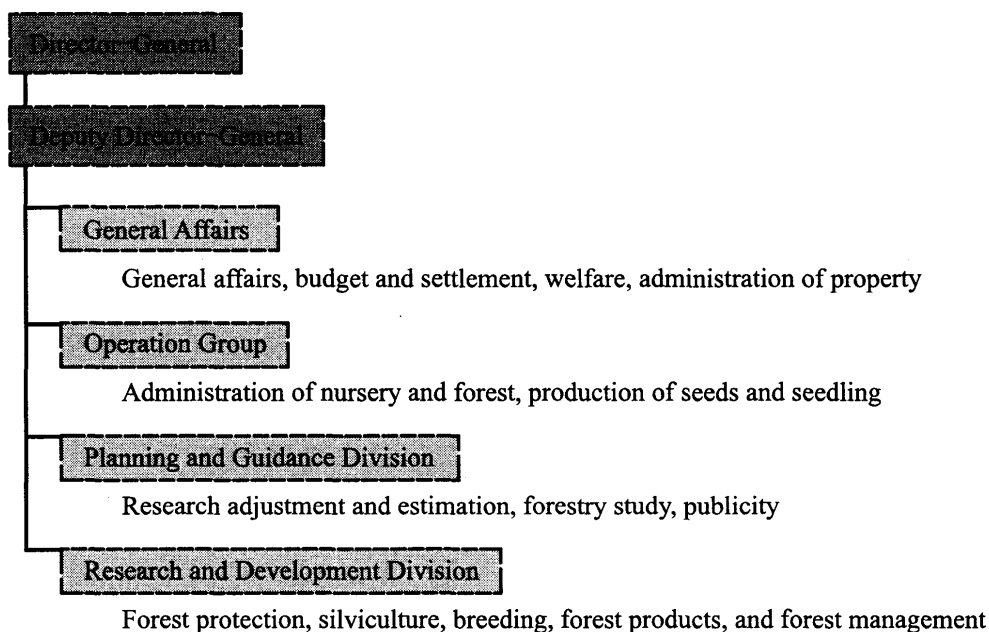 Director-General
Deputy Director-General
General Affairs
General affairs, budget and settlement, welfare, administration of property
Operation Group
Administration of nursery and forest, production of seeds and seedling
Planning and Guidance Division
Research adjustment and estimation, forestry study, publicity
Research and Development Division
Forest protection, silviculture, breeding, forest products, and forest management